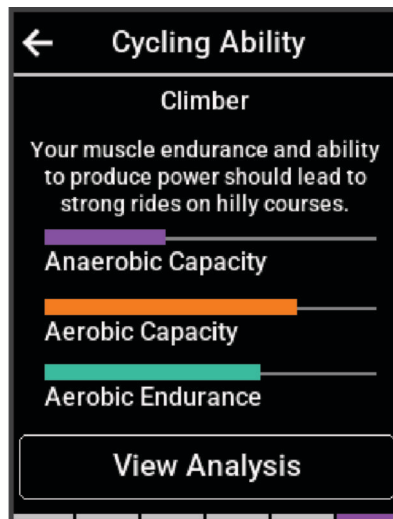 Cycling Ability
Climber
Your muscle endurance and ability
to produce power should lead to
strong rides on hilly courses.
Anaerobic Capacity
Aerobic Capacity
Aerobic Endurance
View Analysis